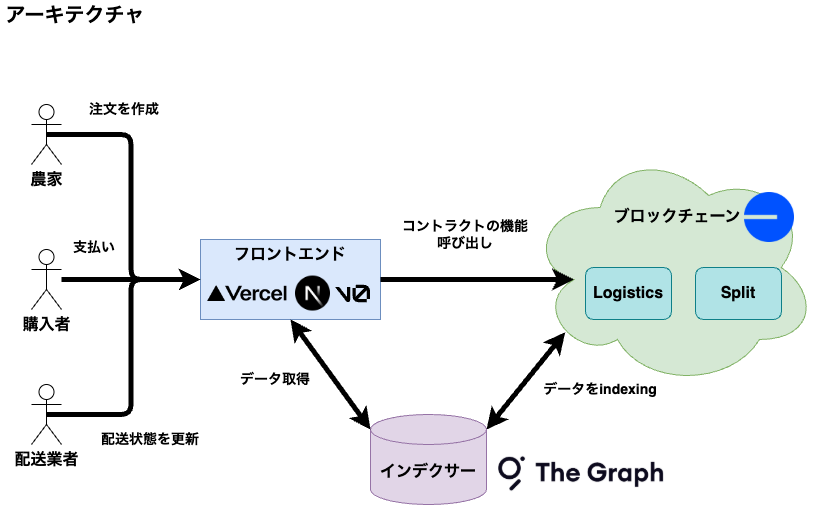 アーキテクチャ
注文を作成
農家
支払い
購入者
配送状態を更新
配送業者
フロントエンド
Vercel N v0
コントラクトの機能
呼び出し
ブロックチェーン
Logistics
Split
データ取得
データをindexing
インデクサー
The Graph